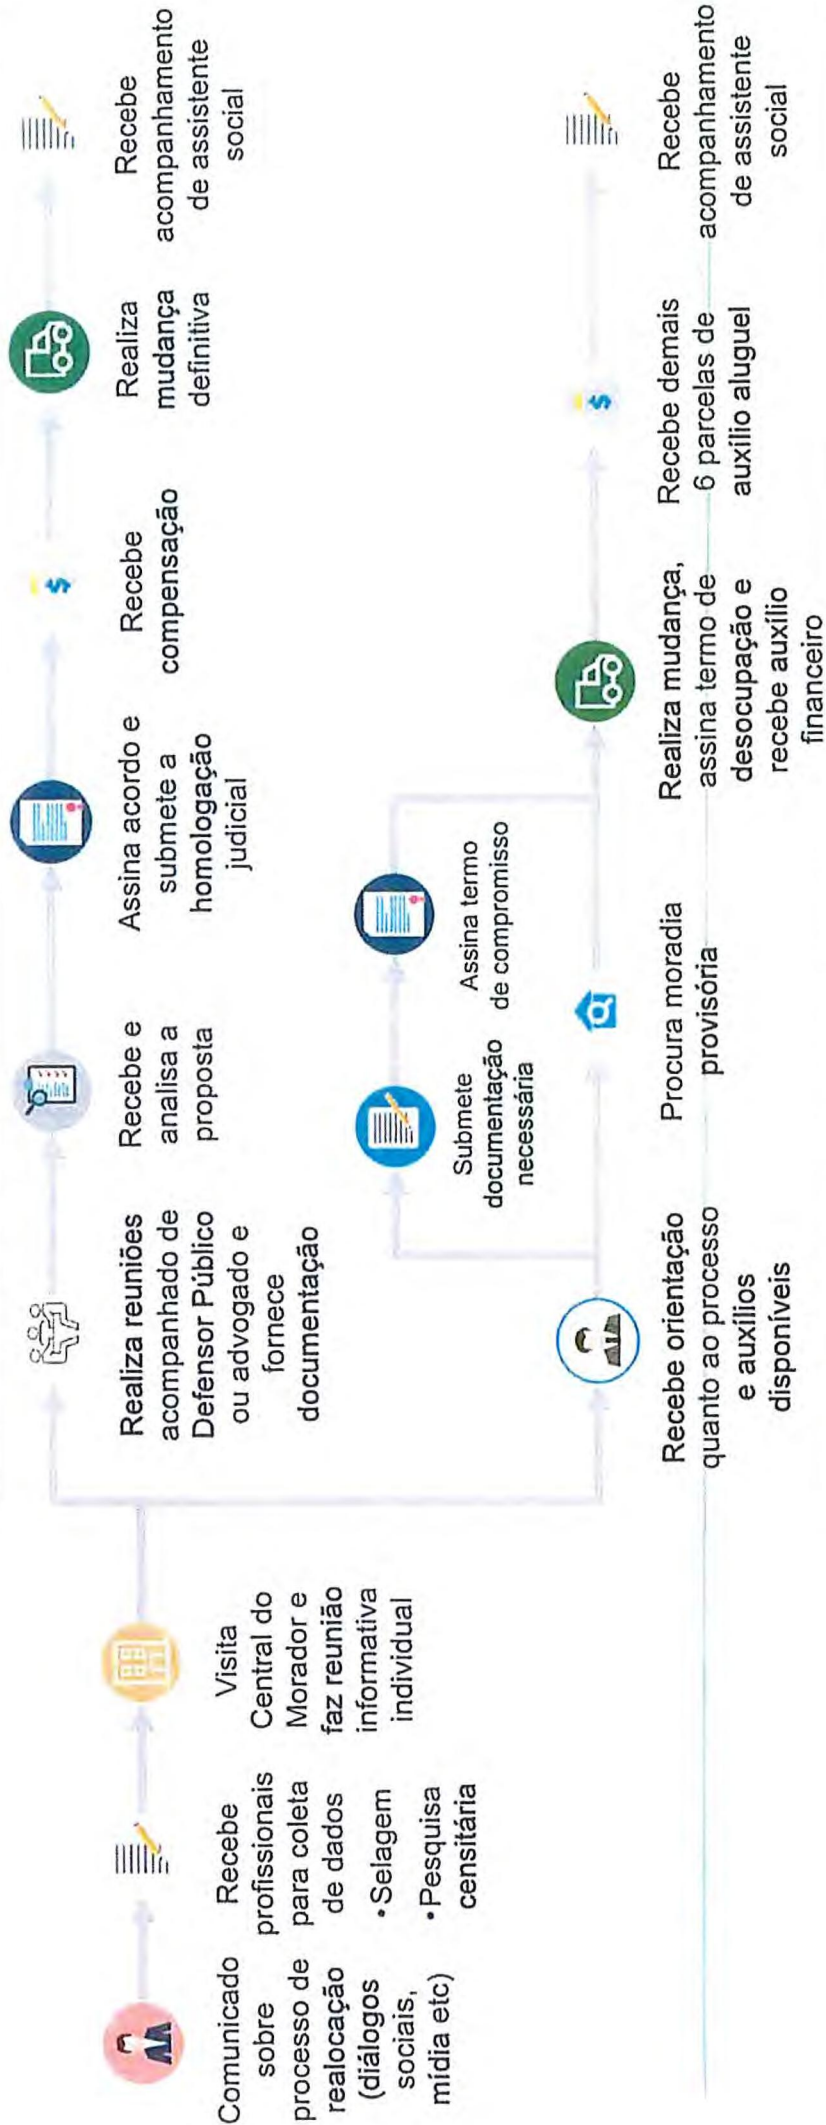 Comunicado
sobre
processo de
realocação
(diálogos
sociais,
mídia etc)
Recebe
profissionais
para coleta
de dados
• Selagem
• Pesquisa
censitária
Visita
Central do
Morador e
faz reunião
informativa
individual
Realiza reuniões
acompanhado de
Defensor Público
ou advogado e
fornece
documentação
Recebe e
analisa a
proposta
Assina acordo e
submete a
homologação
judicial
Recebe
compensação
Realiza
mudança
definitiva
Recebe
acompanhamento
de assistente
social
Recebe orientação
quanto ao processo
e auxílios
disponíveis
Submete
documentação
necessária
Assina termo
de compromisso
Procura moradia
provisória
Realiza mudança,
assina termo de
desocupação e
recebe auxílio
financeiro
Recebe demais
6 parcelas de
auxílio aluguel
Recebe
acompanhamento
de assistente
social